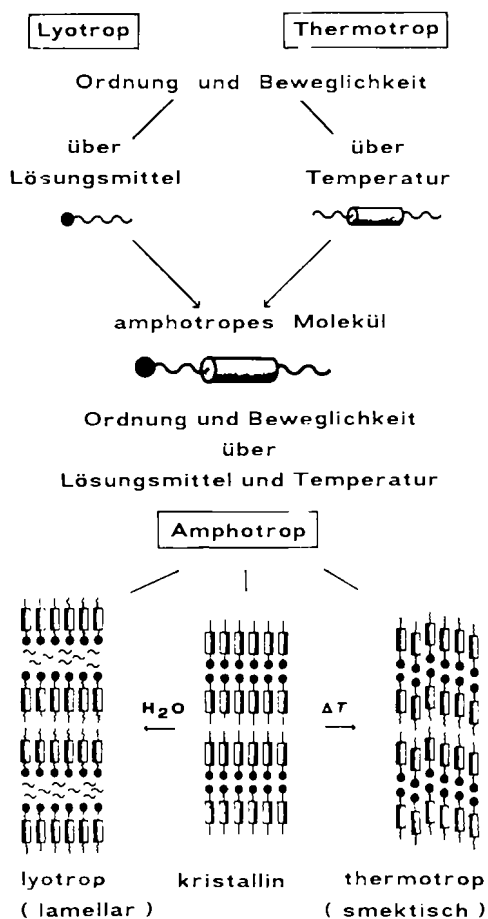 Lyotrop Thermotrop
Ordnung und Beweglichkeit
über über
Lösungsmittel Temperatur
amphotropes Molekül
Ordnung und Beweglichkeit
über
Lösungsmittel und Temperatur
Amphotrop
H2O ΔT
lyotrop kristallin thermotrop
( lamellar ) ( smektisch )